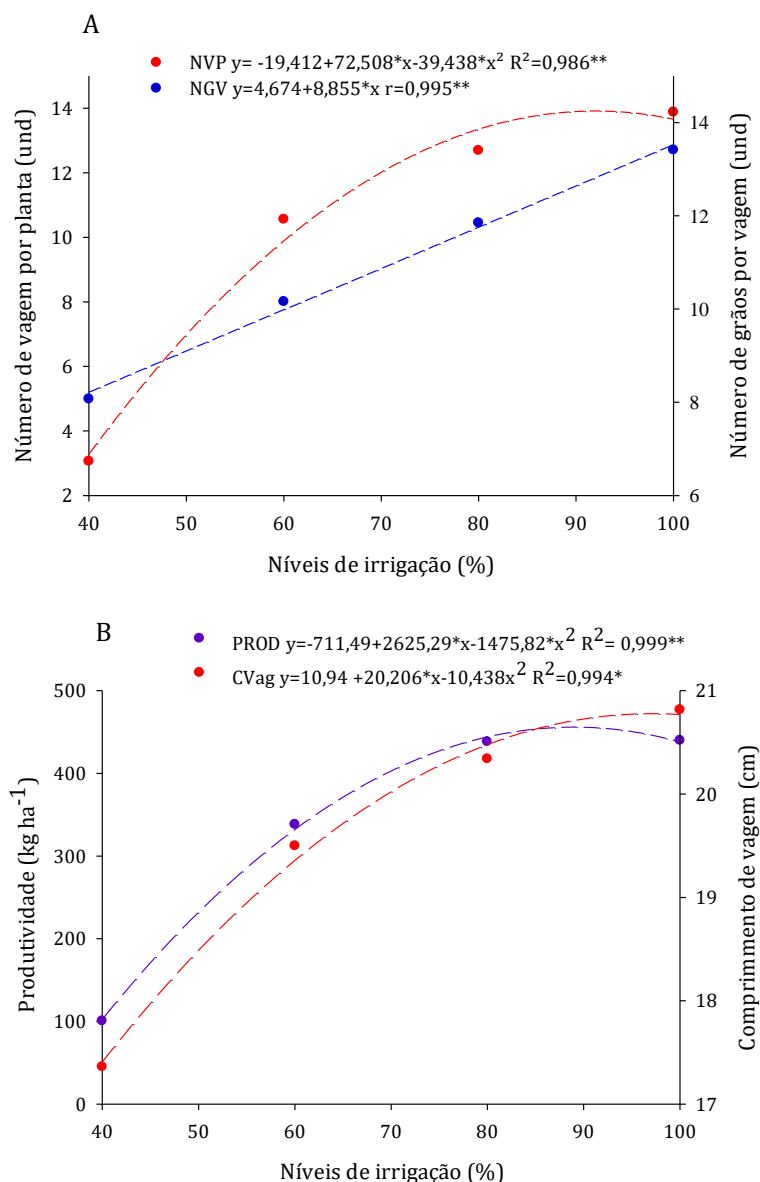 A
NVP y= -19,412+72,508*x-39,438*x² R²=0,986**
NGV y=4,674+8,855*x r=0,995**
Número de vagem por planta (und)
14
12
10
8
6
4
2
14
12
10
8
6
Número de grãos por vagem (und)
40 50 60 70 80 90 100
Níveis de irrigação (%)
B
PROD y=-711,49+2625,29*x-1475,82*x² R²= 0,999**
CVag y=10,94 +20,206*x-10,438x² R²=0,994*
Produtividade (kg ha⁻¹)
500
400
300
200
100
0
21
20
19
18
17
Comprimmento de vagem (cm)
40 50 60 70 80 90 100
Níveis de irrigação (%)